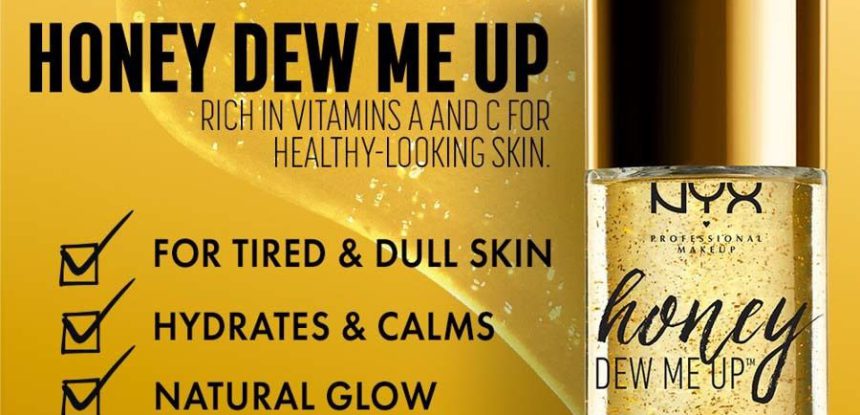 HONEY DEW ME UP
RICH IN VITAMINS A AND C FOR
HEALTHY-LOOKING SKIN.
FOR TIRED & DULL SKIN
HYDRATES & CALMS
NATURAL GLOW
NYX
PROFESSIONAL
MAKEUP
honey
DEW ME UP™